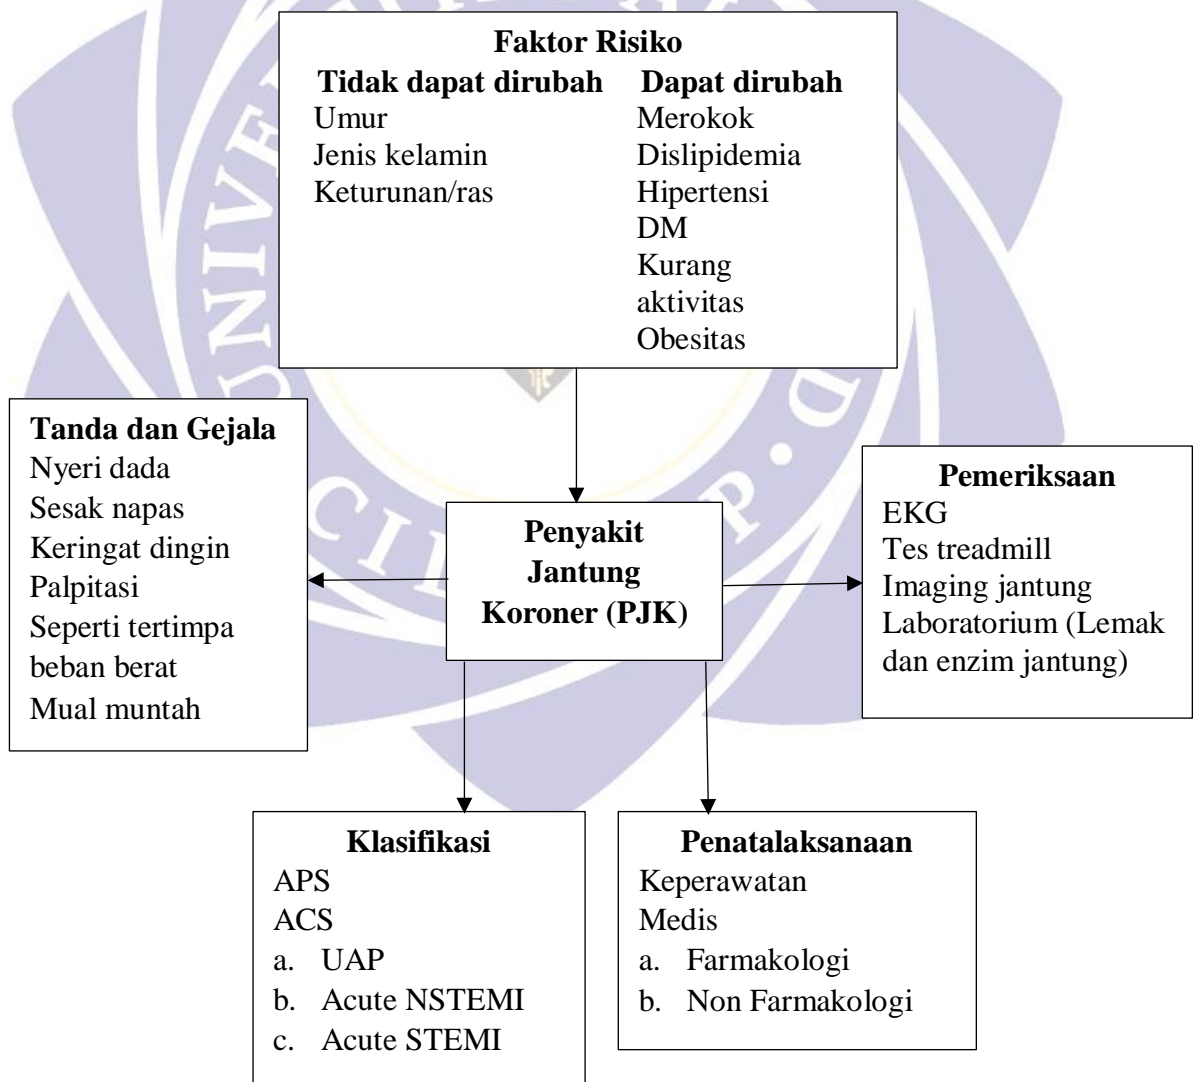 Faktor Risiko
Tidak dapat dirubah
Umur
Jenis kelamin
Keturunan/ras
Dapat dirubah
Merokok
Dislipidemia
Hipertensi
DM
Kurang
aktivitas
Obesitas
Tanda dan Gejala
Nyeri dada
Sesak napas
Keringat dingin
Palpitasi
Seperti tertimpa
beban berat
Mual muntah
Penyakit
Jantung
Koroner (PJK)
Pemeriksaan
EKG
Tes treadmill
Imaging jantung
Laboratorium (Lemak
dan enzim jantung)
Klasifikasi
APS
ACS
a. UAP
b. Acute NSTEMI
c. Acute STEMI
Penatalaksanaan
Keperawatan
Medis
a. Farmakologi
b. Non Farmakologi